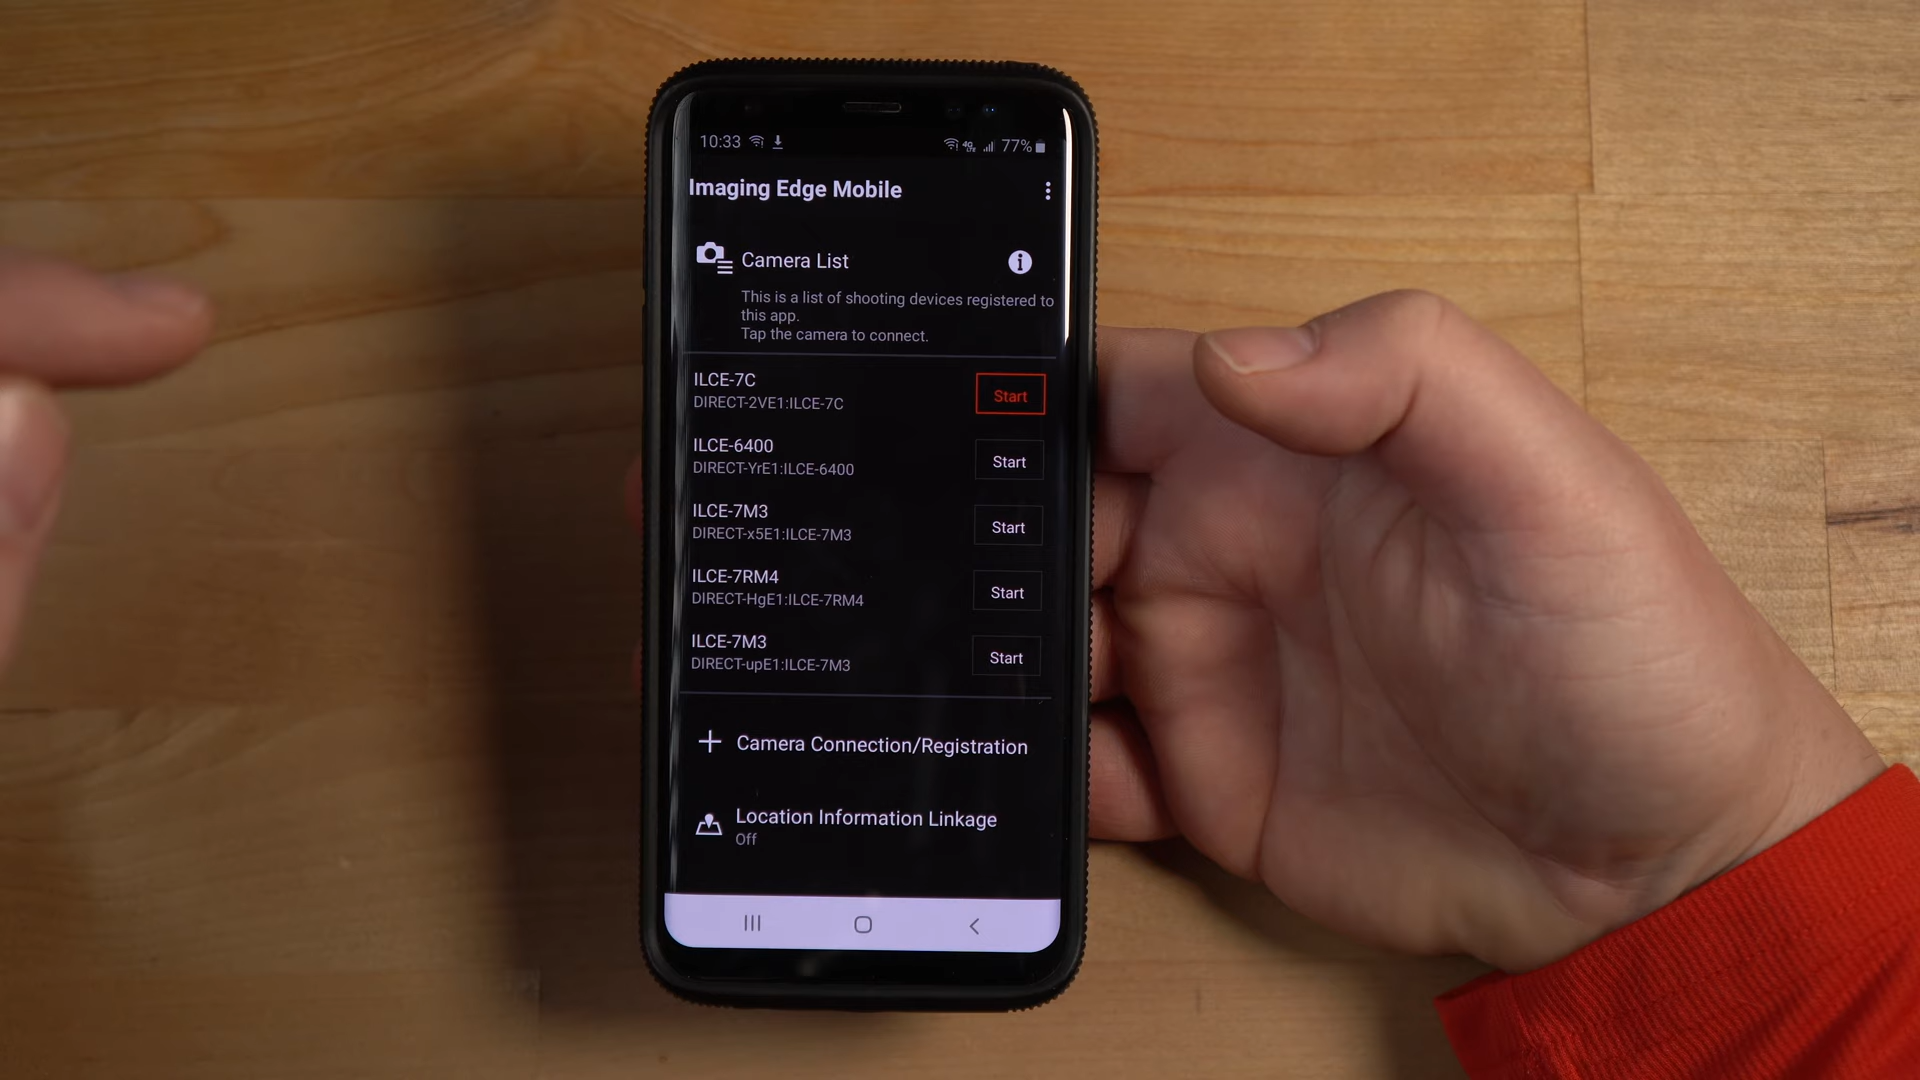 10:33 77%
Imaging Edge Mobile
Camera List
This is a list of shooting devices registered to
this app.
Tap the camera to connect.
ILCE-7C
DIRECT-2VE1:ILCE-7C
Start
ILCE-6400
DIRECT-YrE1:ILCE-6400
Start
ILCE-7M3
DIRECT-x5E1:ILCE-7M3
Start
ILCE-7RM4
DIRECT-HgE1:ILCE-7RM4
Start
ILCE-7M3
DIRECT-upE1:ILCE-7M3
Start
Camera Connection/Registration
Location Information Linkage
Off